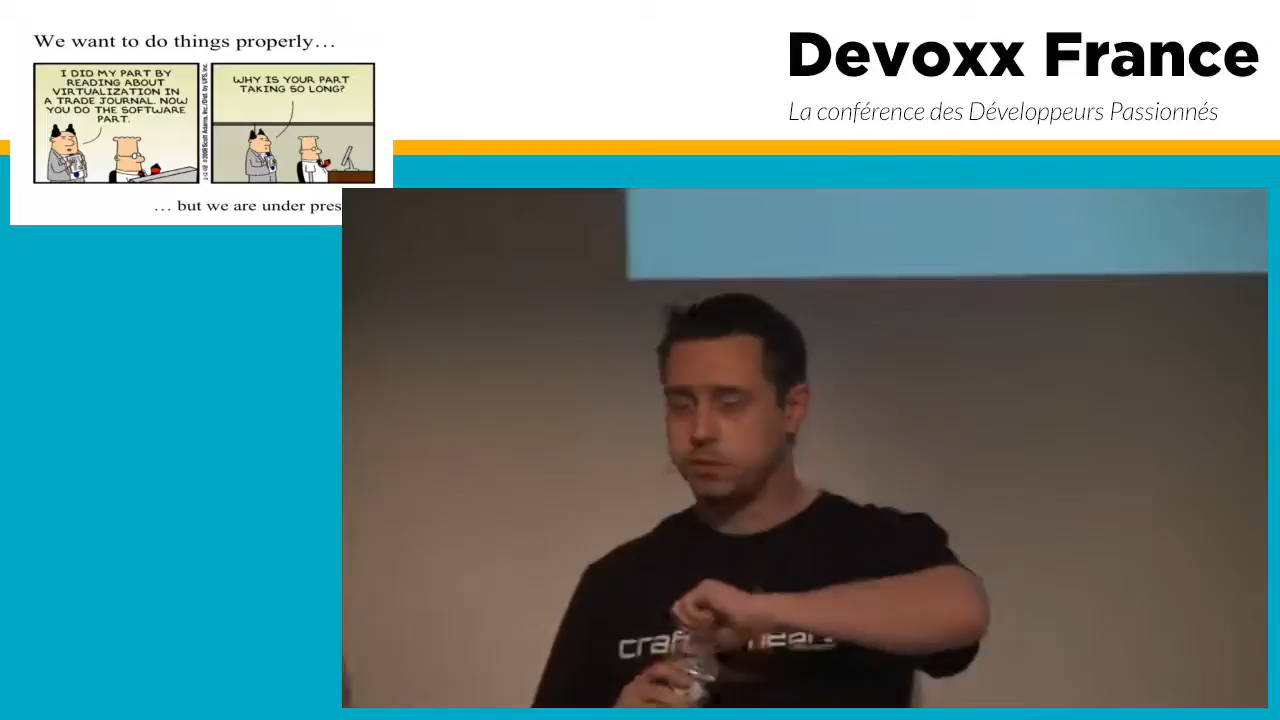 We want to do things properly…
I DID MY PART BY
READING ABOUT
VIRTUALIZATION IN
A TRADE JOURNAL. NOW
YOU DO THE SOFTWARE
PART.
WHY IS YOUR PART
TAKING SO LONG?
… but we are under pres
Devoxx France
La conférence des Développeurs Passionnés
craf